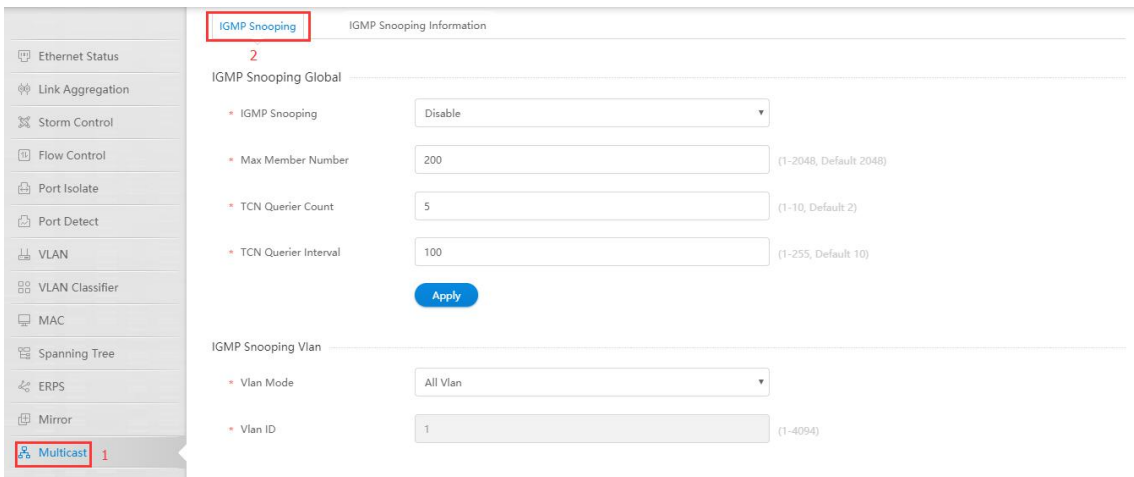 IGMP Snooping IGMP Snooping Information
2
Ethernet Status
Link Aggregation
Storm Control
Flow Control
Port Isolate
Port Detect
VLAN
VLAN Classifier
MAC
Spanning Tree
ERPS
Mirror
Multicast 1
IGMP Snooping Global
* IGMP Snooping Disable
* Max Member Number 200 (1-2048, Default 2048)
* TCN Querier Count 5 (1-10, Default 2)
* TCN Querier Interval 100 (1-255, Default 10)
Apply
IGMP Snooping Vlan
* Vlan Mode All Vlan
* Vlan ID 1 (1-4094)